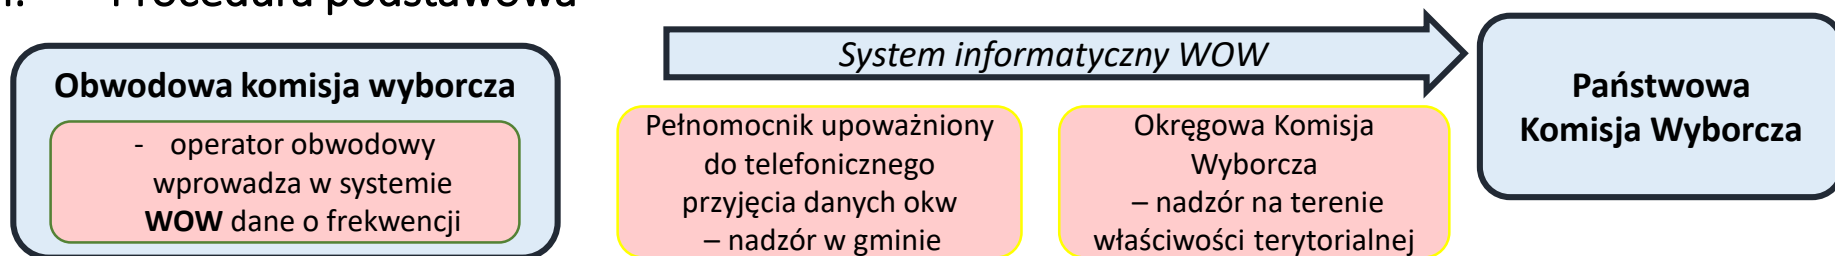 Procedura podstawowa
Obwodowa komisja wyborcza
- operator obwodowy
wprowadza w systemie
WOW dane o frekwencji
System informatyczny WOW
Pełnomocnik upoważniony
do telefonicznego
przyjęcia danych okw
– nadzór w gminie
Okręgowa Komisja
Wyborcza
– nadzór na terenie
właściwości terytorialnej
Państwowa
Komisja Wyborcza